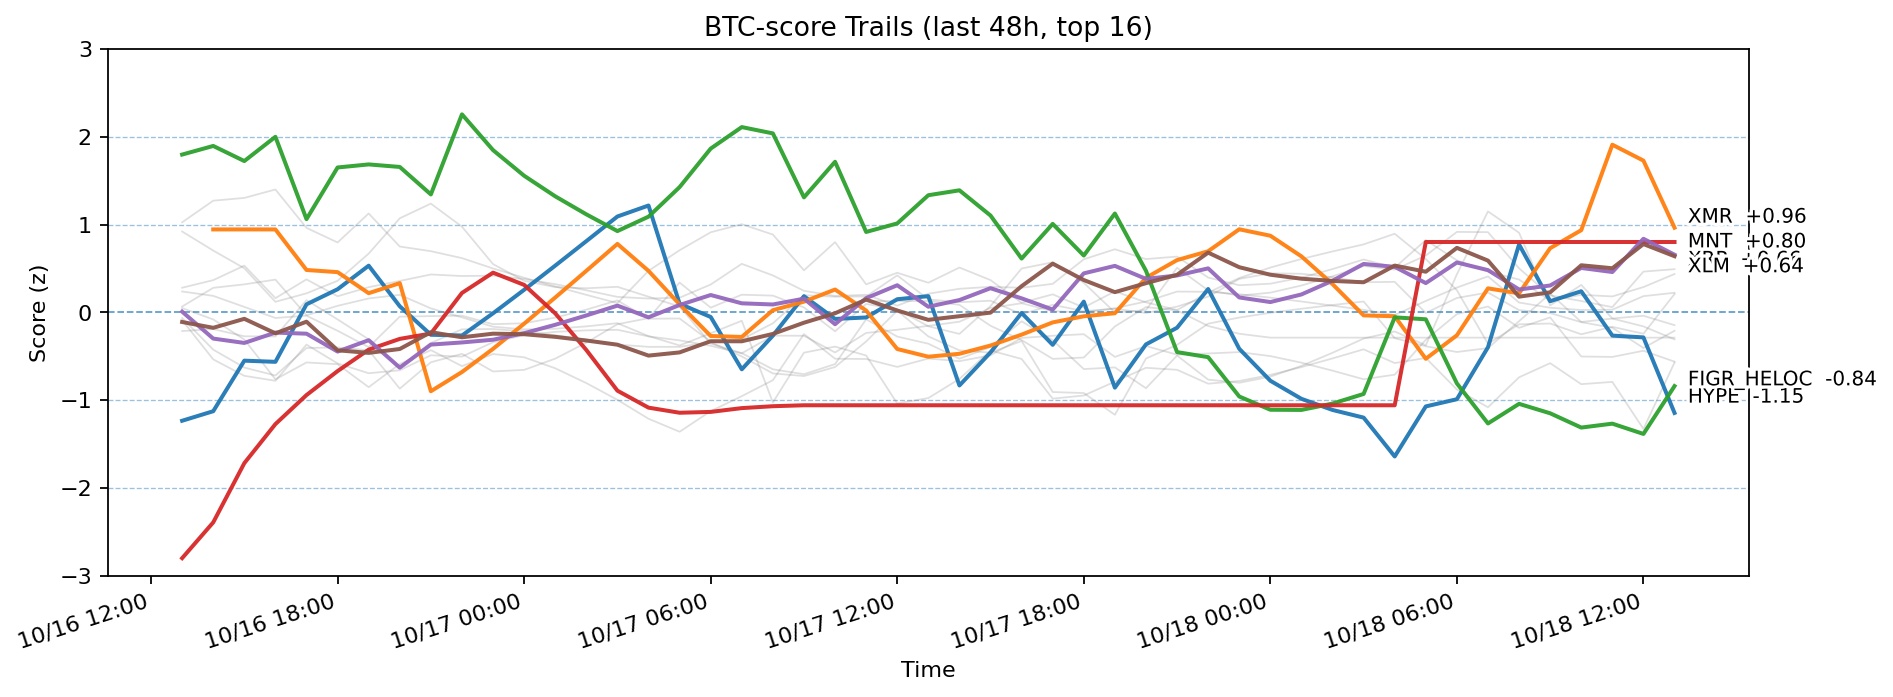 BTC-score Trails (last 48h, top 16)
Score (z)
3
2
1
0
−1
−2
−3
XMR +0.96
MNT +0.80
XLM +0.64
FIGR_HELOC -0.84
HYPE -1.15
10/16 12:00
10/16 18:00
10/17 00:00
10/17 06:00
10/17 12:00
10/17 18:00
10/18 00:00
10/18 06:00
10/18 12:00
Time